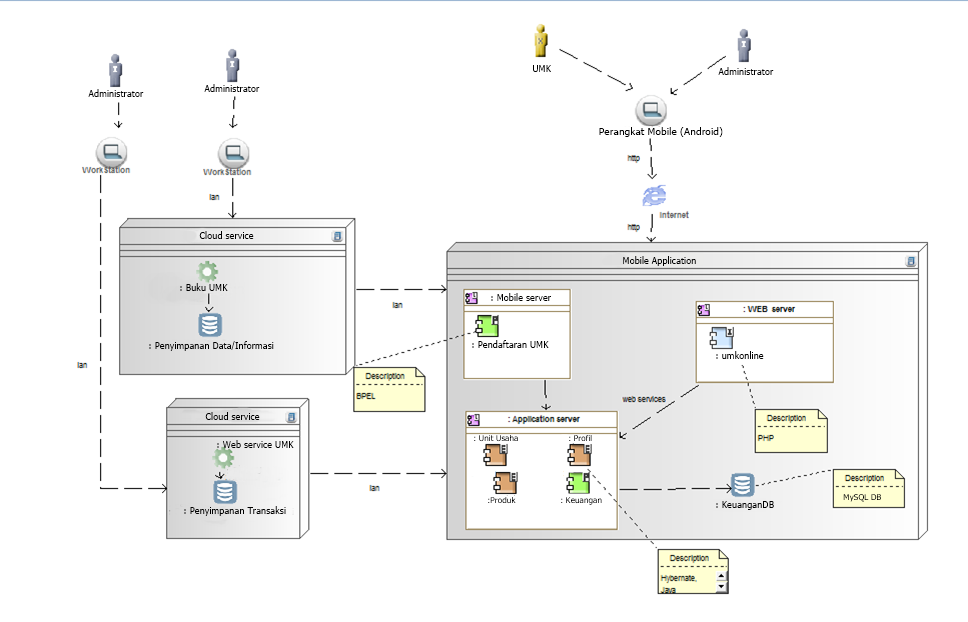 UMK
Administrator
Administrator
Administrator
Perangkat Mobile (Android)
WorkStation
WorkStation
http
lan
Internet
http
Cloud service
Mobile Application
: Buku UMK
: Mobile server
lan
: WEB server
: Penyimpanan Data/Informasi
: Pendaftaran UMK
: umkonline
lan
Description
BPEL
web services
Cloud service
: Application server
Description
PHP
: Web service UMK
: Unit Usaha
: Profil
lan
:Produk
: Keuangan
: KeuanganDB
Description
MySQL DB
: Penyimpanan Transaksi
Description
Hybernate,
Java